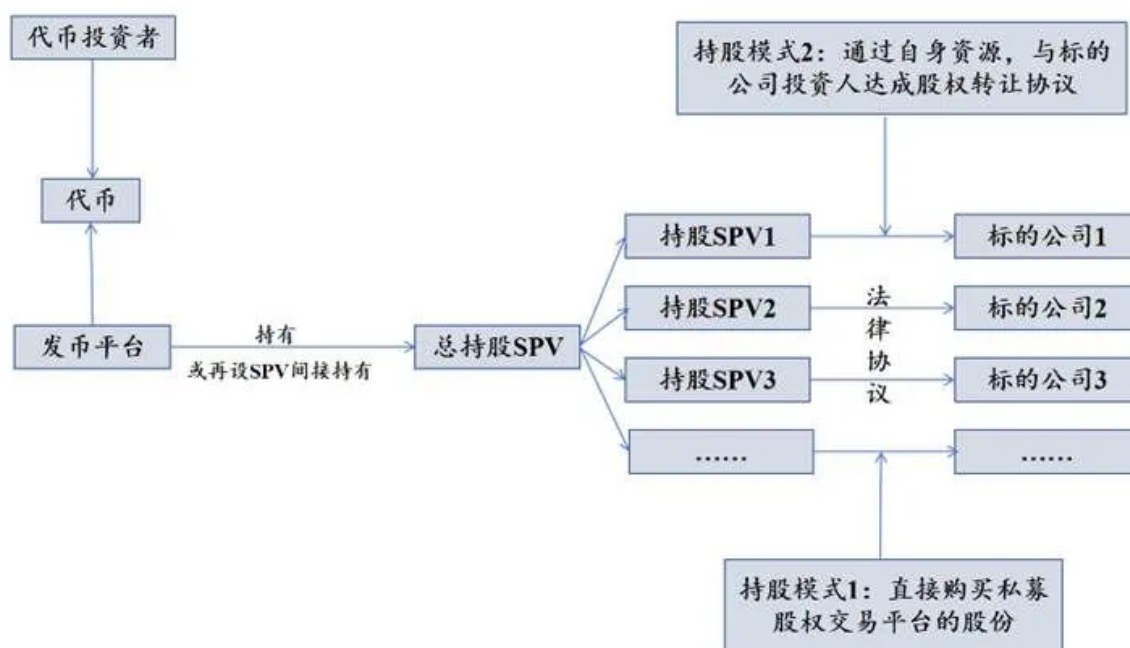 代币投资者
持股模式2：通过自身资源，与标的
公司投资人达成股权转让协议
代币
持股SPV1
标的公司1
持股SPV2
法
律
协
议
标的公司2
发币平台
持有
或再设SPV间接持有
总持股SPV
持股SPV3
标的公司3
……
……
持股模式1：直接购买私募
股权交易平台的股份